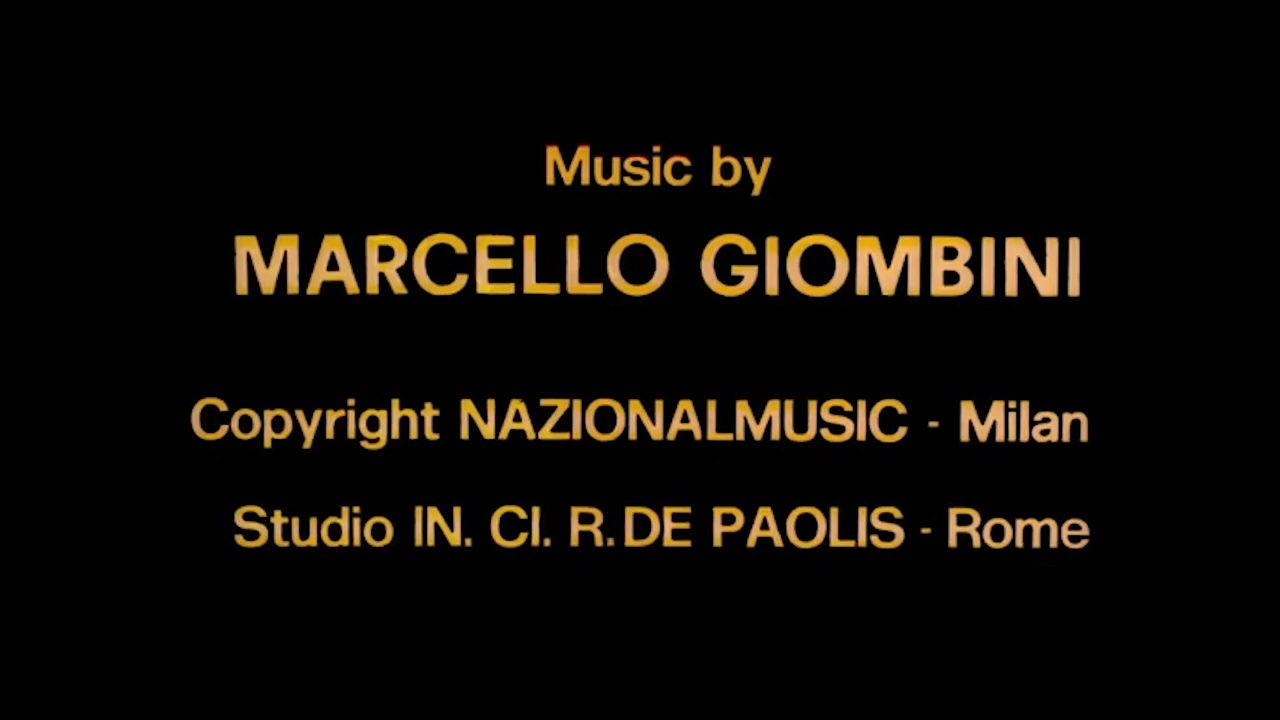 Music by
MARCELLO GIOMBINI
Copyright NAZIONALMUSIC - Milan
Studio IN. CI. R. DE PAOLIS - Rome